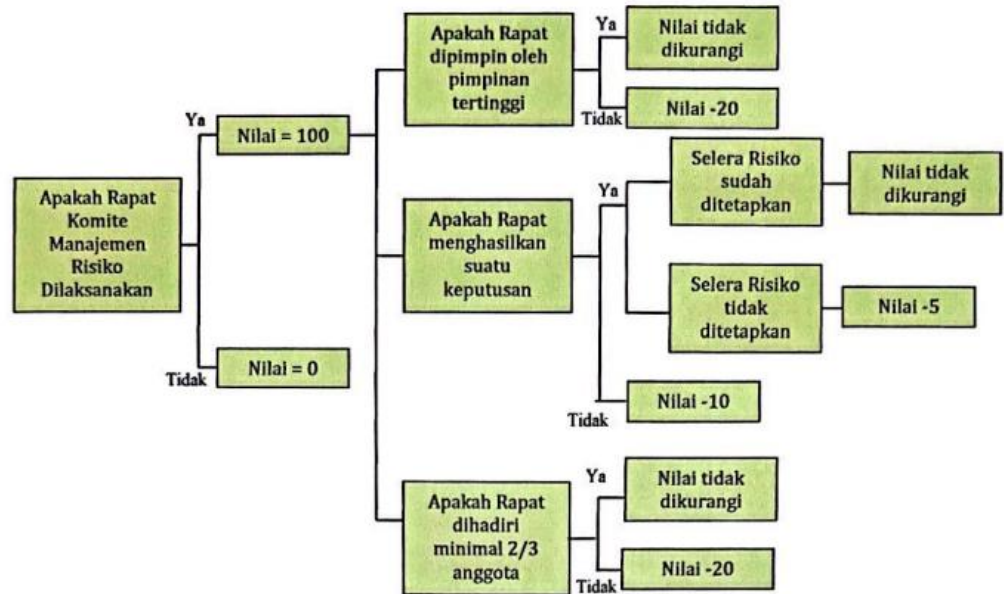 Apakah Rapat
Komite
Manajemen
Risiko
Dilaksanakan
Ya
Nilai = 100
Tidak
Nilai = 0
Apakah Rapat
dipimpin oleh
pimpinan
tertinggi
Ya
Nilai tidak
dikurangi
Tidak
Nilai -20
Apakah Rapat
menghasilkan
suatu
keputusan
Ya
Selera Risiko
sudah
ditetapkan
Nilai tidak
dikurangi
Selera Risiko
tidak
ditetapkan
Nilai -5
Tidak
Nilai -10
Apakah Rapat
dihadiri
minimal 2/3
anggota
Ya
Nilai tidak
dikurangi
Tidak
Nilai -20